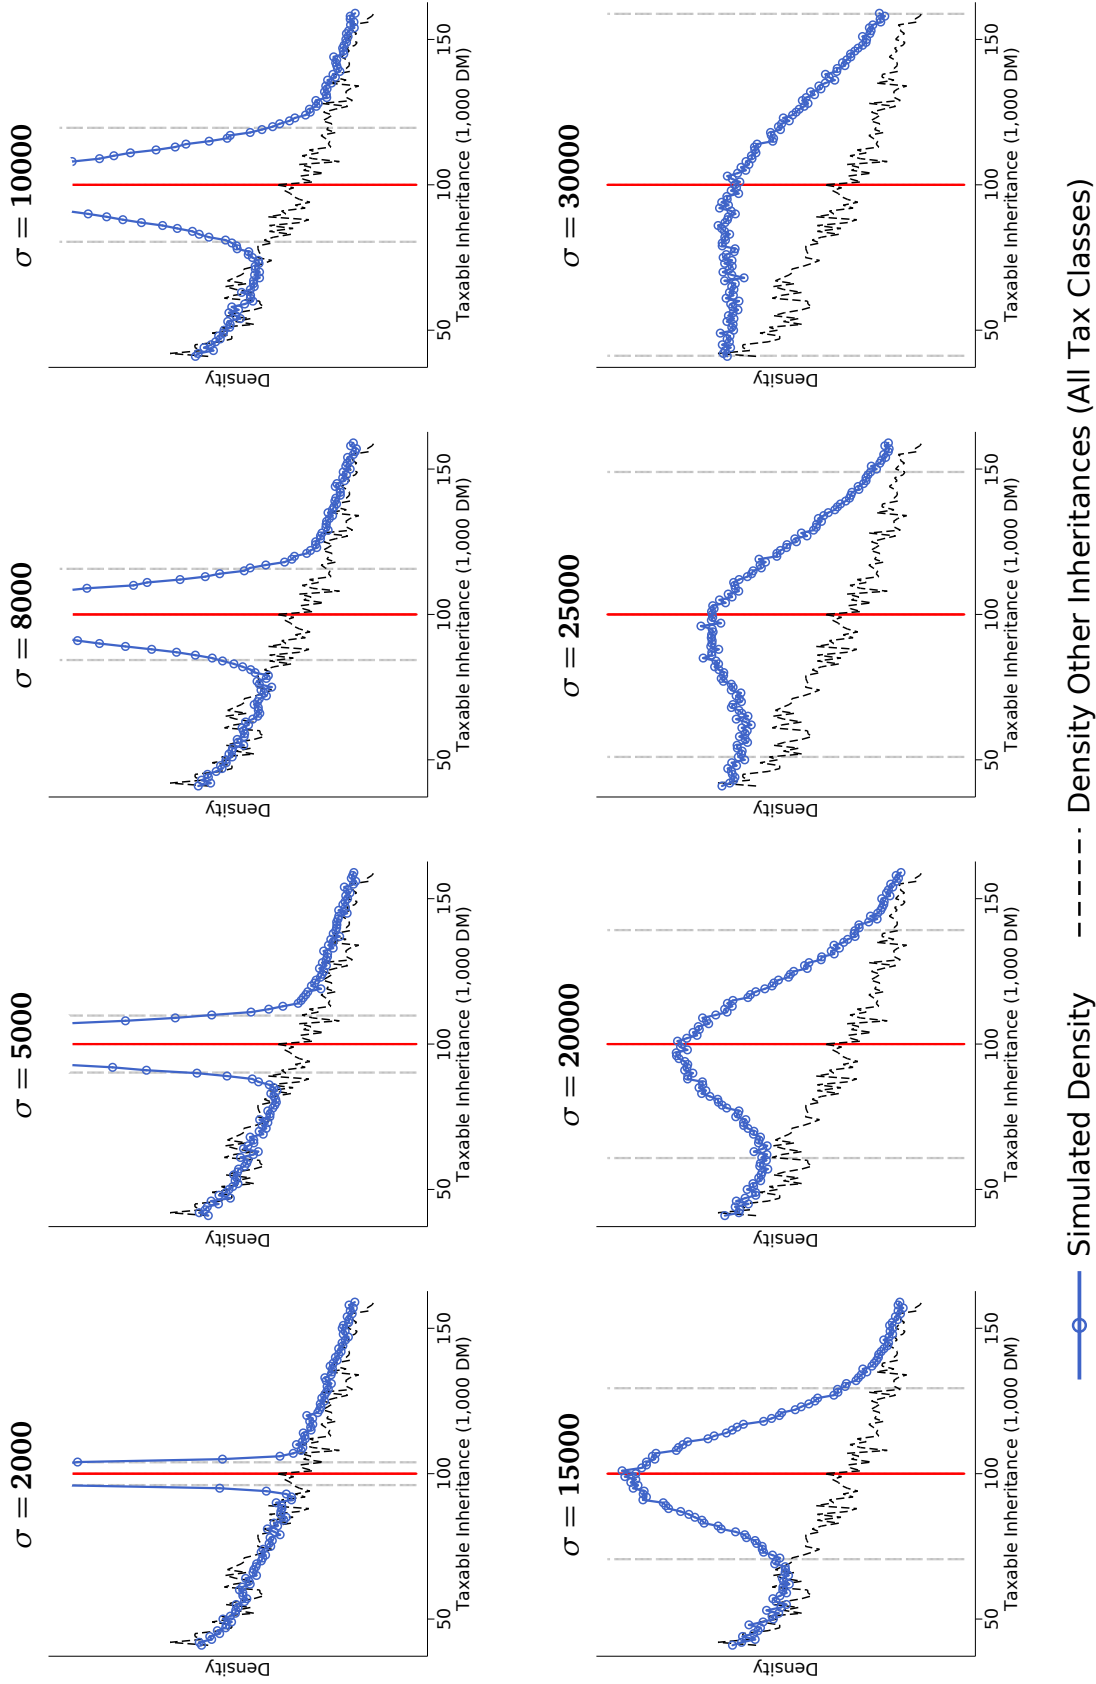 σ = 2000
Density
50 100 150
Taxable Inheritance (1,000 DM)
σ = 5000
Density
50 100 150
Taxable Inheritance (1,000 DM)
σ = 8000
Density
50 100 150
Taxable Inheritance (1,000 DM)
σ = 10000
Density
50 100 150
Taxable Inheritance (1,000 DM)
σ = 15000
Density
50 100 150
Taxable Inheritance (1,000 DM)
σ = 20000
Density
50 100 150
Taxable Inheritance (1,000 DM)
σ = 25000
Density
50 100 150
Taxable Inheritance (1,000 DM)
σ = 30000
Density
50 100 150
Taxable Inheritance (1,000 DM)
Simulated Density Density Other Inheritances (All Tax Classes)